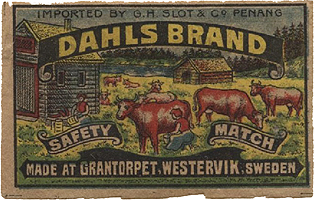 IMPORTED BY G.H. SLOT & Co. PENANG
DAHLS BRAND
SAFETY MATCH
MADE AT GRANTORPET, WESTERVIK, SWEDEN